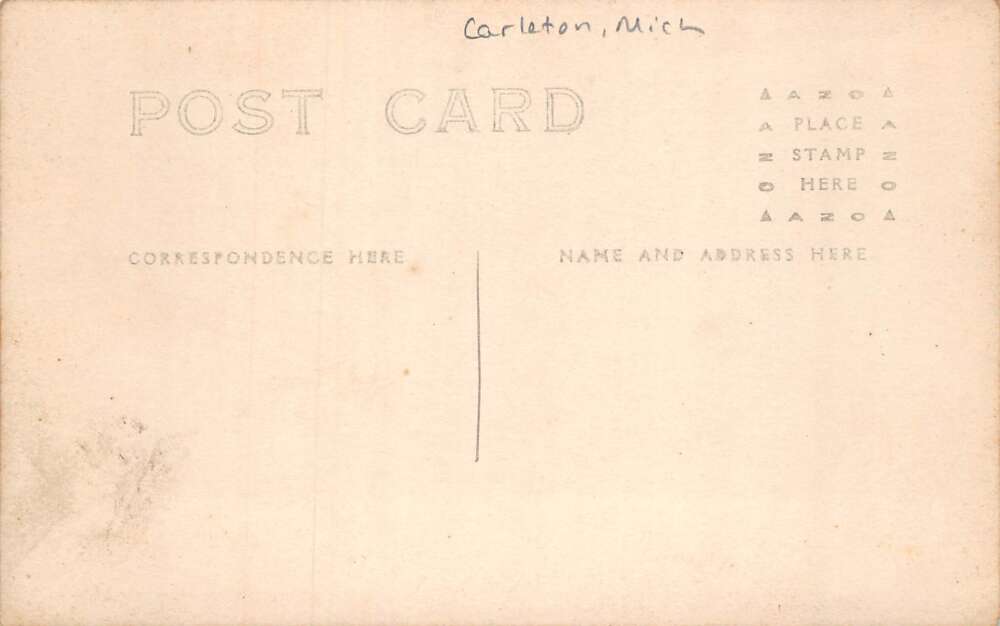 Carleton, Mich
POST CARD
AZO
A PLACE A
Z STAMP Z
O HERE O
AZO
CORRESPONDENCE HERE
NAME AND ADDRESS HERE